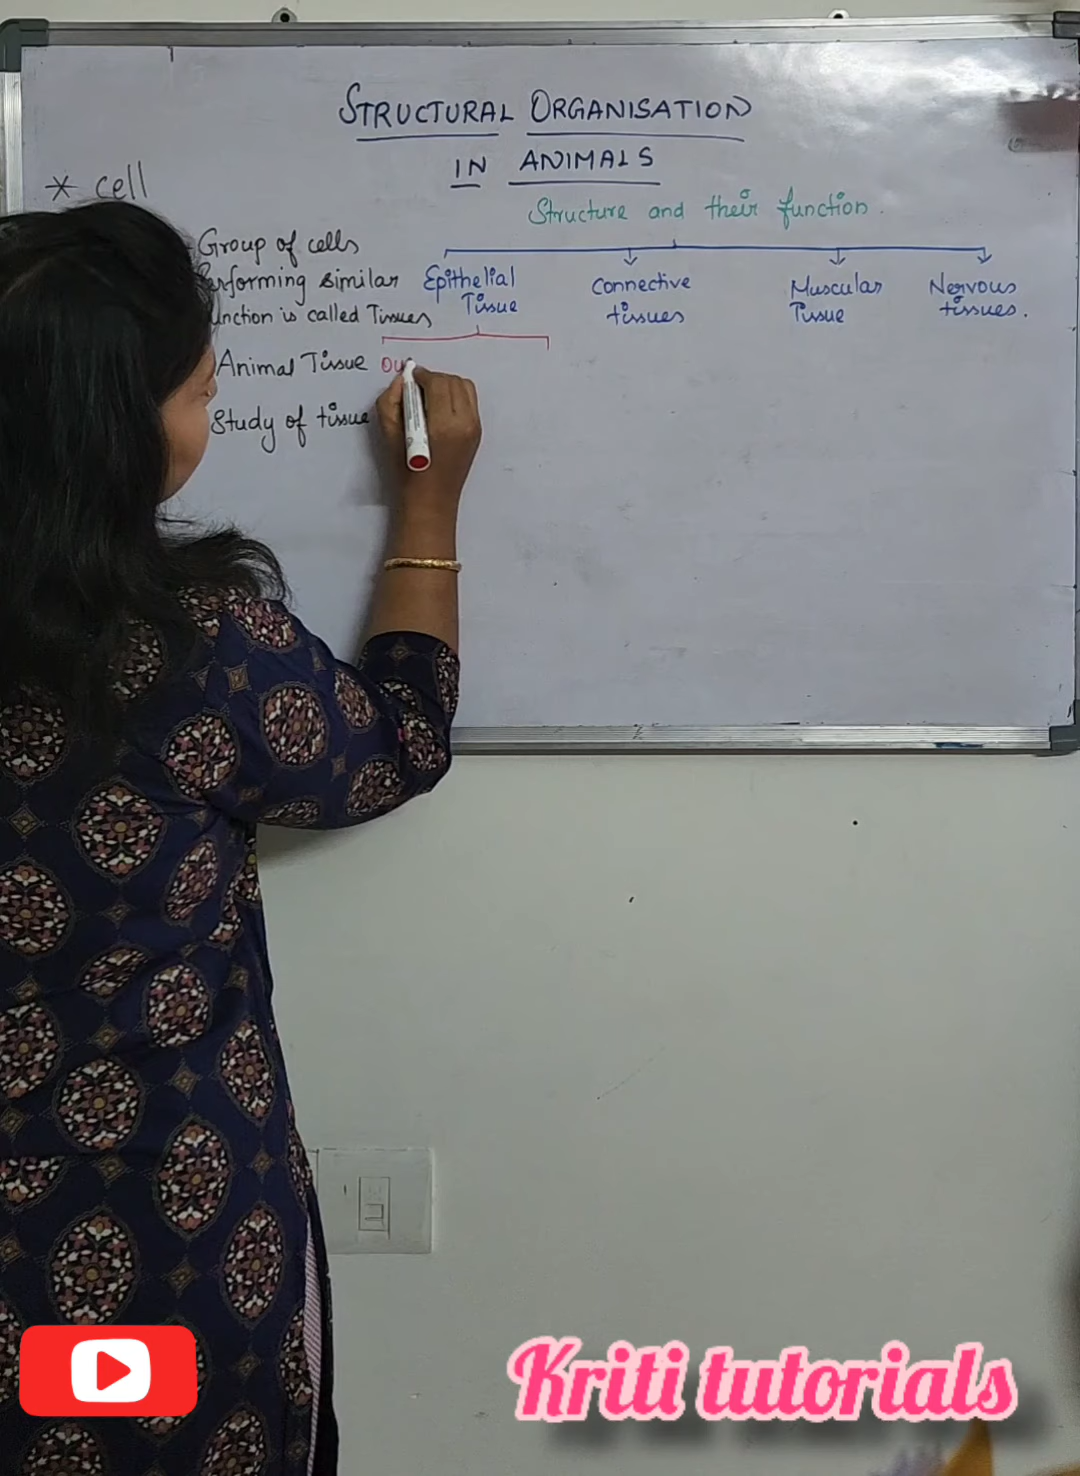 STRUCTURAL ORGANISATION
IN ANIMALS
* cell
Structure and their function.
Group of cells
similar
is called Tissues
Animal Tissue
Study of tissue
Epithelial
Tissue
Connective
tissues
Muscular
Tissue
Nervous
tissues.
Kriti tutorials